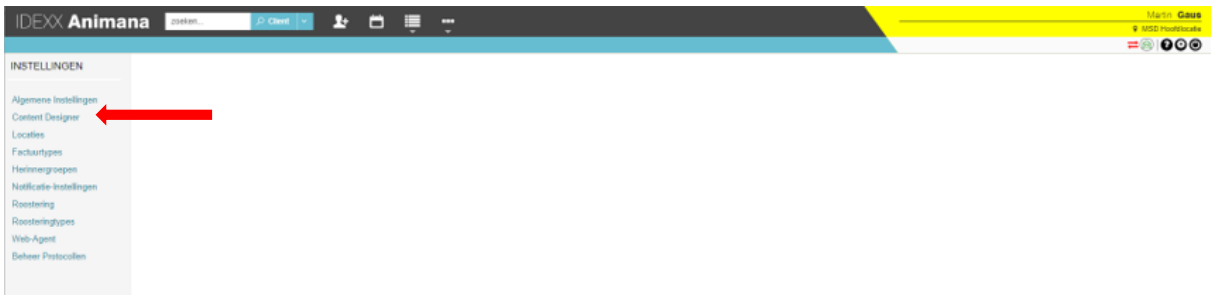 IDEXX Animana
zoeken...
Client
Martin Gaus
MSD Hoofdlocatie
INSTELLINGEN
Algemene Instellingen
Content Designer
Locaties
Factuurtypes
Herinnergroepen
Notificatie-instellingen
Roostering
Roosteringtypes
Web-Agent
Beheer Protocollen